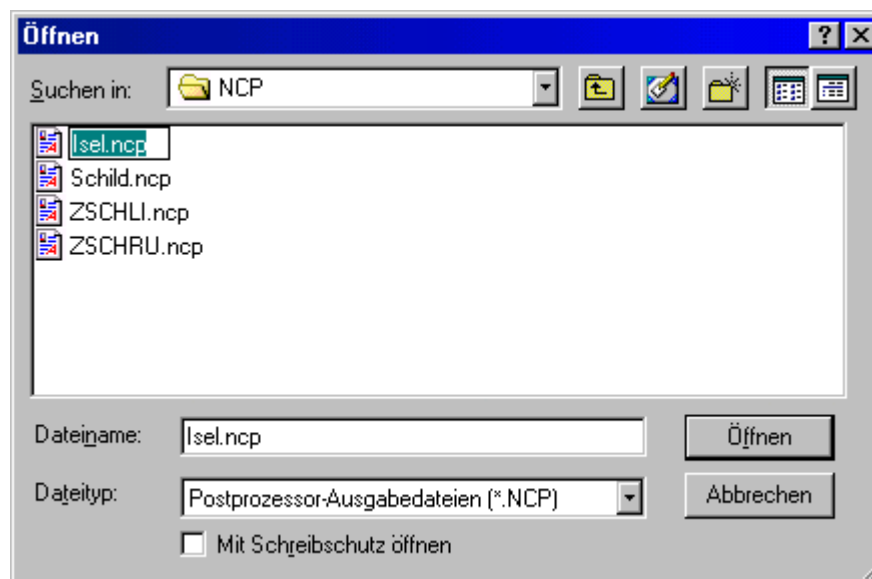 Öffnen
Suchen in: NCP
Isel.ncp
Schild.ncp
ZSCHLI.ncp
ZSCHRU.ncp
Dateiname: Isel.ncp Öffnen
Dateityp: Postprozessor-Ausgabedateien (*.NCP) Abbrechen
Mit Schreibschutz öffnen